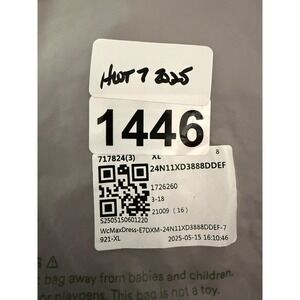 HWT 7 2025
1446
717824(3) XL 8
24N11XD3888DDEF
1726260
3-18
21009 (16)
S2505150601220
WcMaxDress-E7DXM-24N11XD3888DDEF-7
921-XL 2025-05-15 16:10:46
bag away from babies and children.
or playpens. This bag is not a toy.